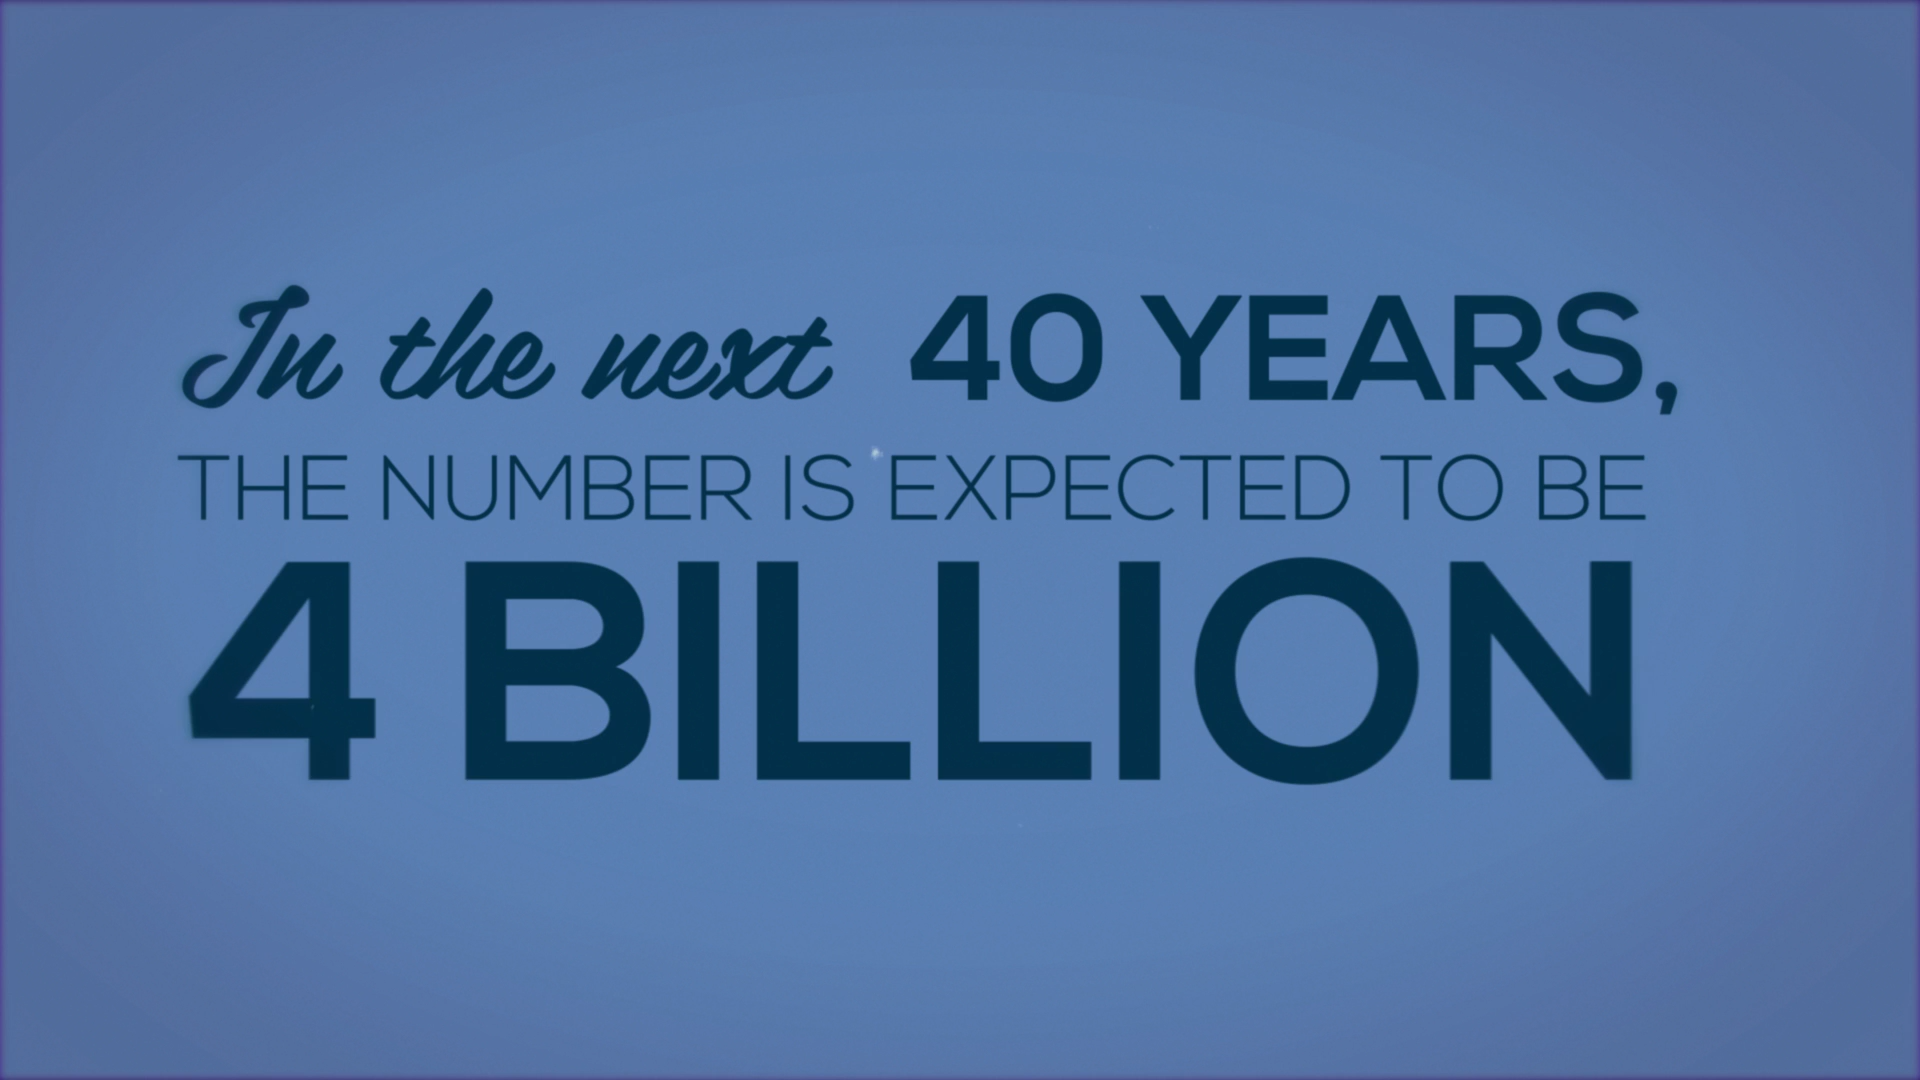 In the next 40 YEARS,
THE NUMBER IS EXPECTED TO BE
4 BILLION